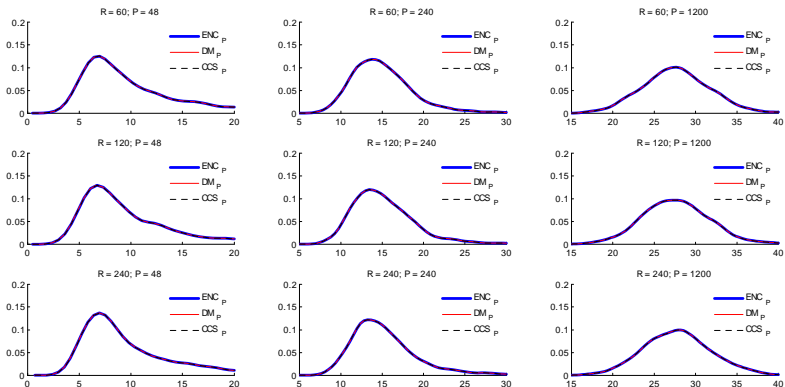 R = 60; P = 48
R = 60; P = 240
R = 60; P = 1200
0.2
0.15
0.1
0.05
0
0 5 10 15 20
ENC P
DM P
CCS P
0.2
0.15
0.1
0.05
0
5 10 15 20 25 30
ENC P
DM P
CCS P
0.2
0.15
0.1
0.05
0
15 20 25 30 35 40
ENC P
DM P
CCS P
R = 120; P = 48
R = 120; P = 240
R = 120; P = 1200
0.2
0.15
0.1
0.05
0
0 5 10 15 20
ENC P
DM P
CCS P
0.2
0.15
0.1
0.05
0
5 10 15 20 25 30
ENC P
DM P
CCS P
0.2
0.15
0.1
0.05
0
15 20 25 30 35 40
ENC P
DM P
CCS P
R = 240; P = 48
R = 240; P = 240
R = 240; P = 1200
0.2
0.15
0.1
0.05
0
0 5 10 15 20
ENC P
DM P
CCS P
0.2
0.15
0.1
0.05
0
5 10 15 20 25 30
ENC P
DM P
CCS P
0.2
0.15
0.1
0.05
0
15 20 25 30 35 40
ENC P
DM P
CCS P